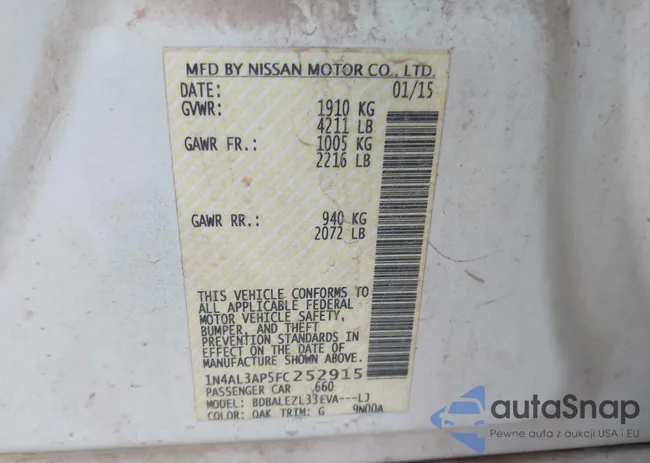 MFD BY NISSAN MOTOR CO., LTD.
DATE: 01/15
GVWR: 1910 KG
4211 LB
GAWR FR.: 1005 KG
2216 LB
GAWR RR.: 940 KG
2072 LB
THIS VEHICLE CONFORMS TO
ALL APPLICABLE FEDERAL
MOTOR VEHICLE SAFETY,
BUMPER, AND THEFT
PREVENTION STANDARDS IN
EFFECT ON THE DATE OF
MANUFACTURE SHOWN ABOVE.
1N4AL3AP5FC252915
PASSENGER CAR .660
MODEL: BDBALEZL33EVA---LJ
COLOR: QAK TRIM: G 9N00A
autaSnap
Pewne auta z aukcji USA i EU